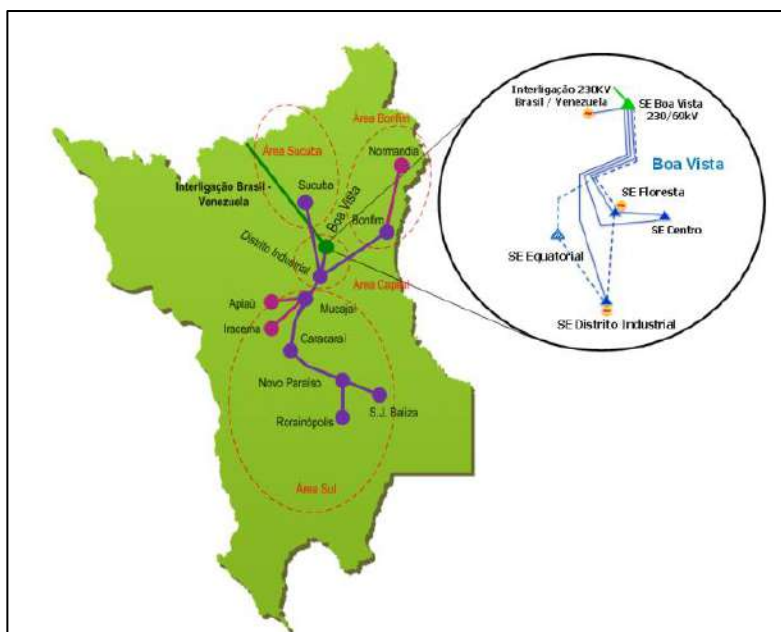 Área Sucuba
Área Bonfim
Normandia
Interligação Brasil -
Venezuela
Sucuba
Boa Vista
Bonfim
Distrito Industrial
Área Capital
Apiaú
Mucajaí
Iracema
Caracaraí
Novo Paraíso
S.J. Baliza
Rorainópolis
Área Sul
Interligação 230KV
Brasil / Venezuela
SE Boa Vista
230/69kV
Boa Vista
SE Floresta
SE Centro
SE Equatorial
SE Distrito Industrial